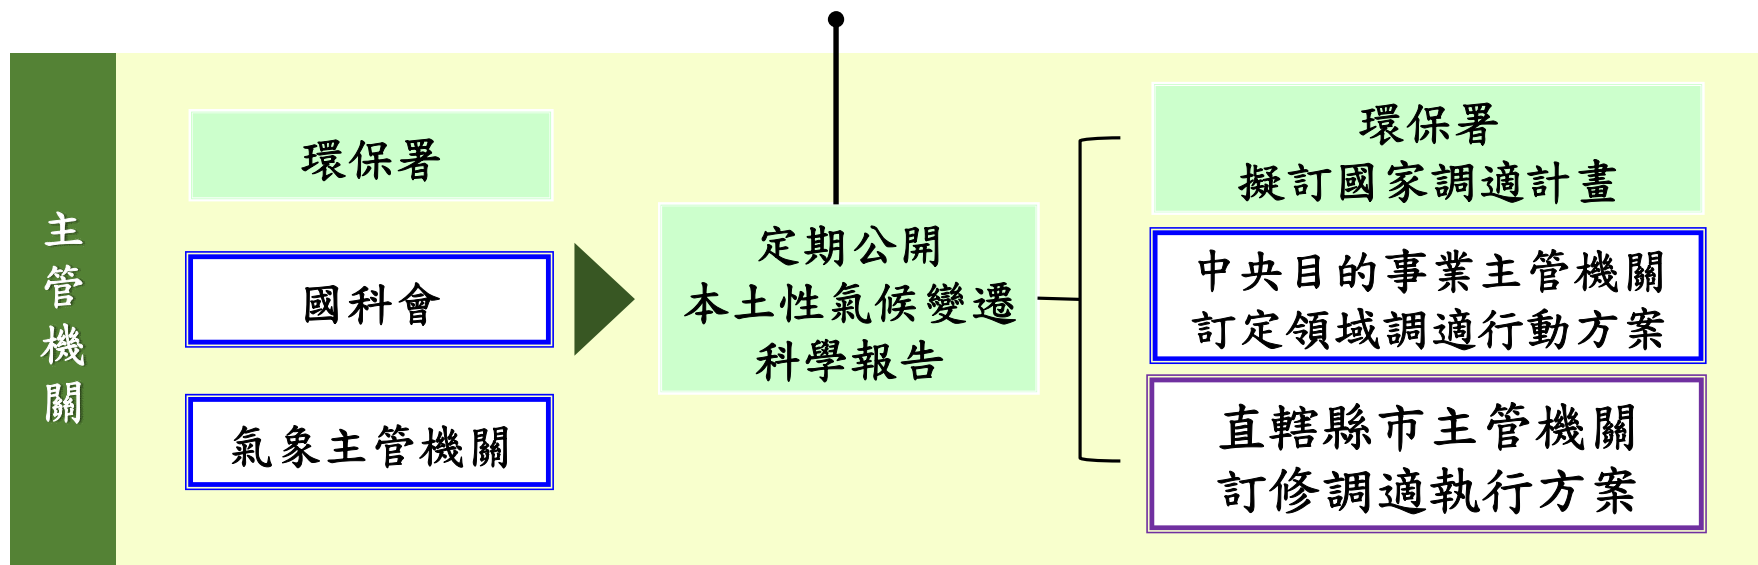 主管機關
環保署
國科會
氣象主管機關
定期公開
本土性氣候變遷
科學報告
環保署
擬訂國家調適計畫
中央目的事業主管機關
訂定領域調適行動方案
直轄縣市主管機關
訂修調適執行方案